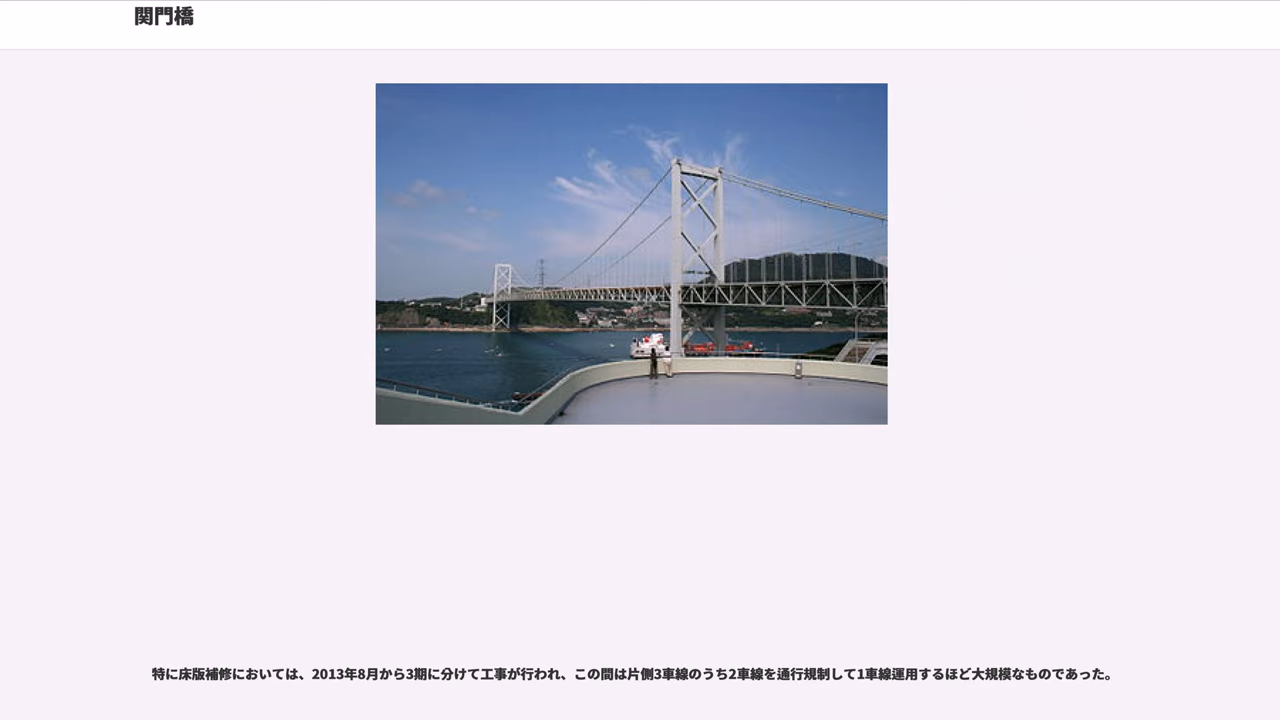 関門橋
特に床版補修においては、2013年8月から3期に分けて工事が行われ、この間は片側3車線のうち2車線を通行規制して1車線運用するほど大規模なものであった。